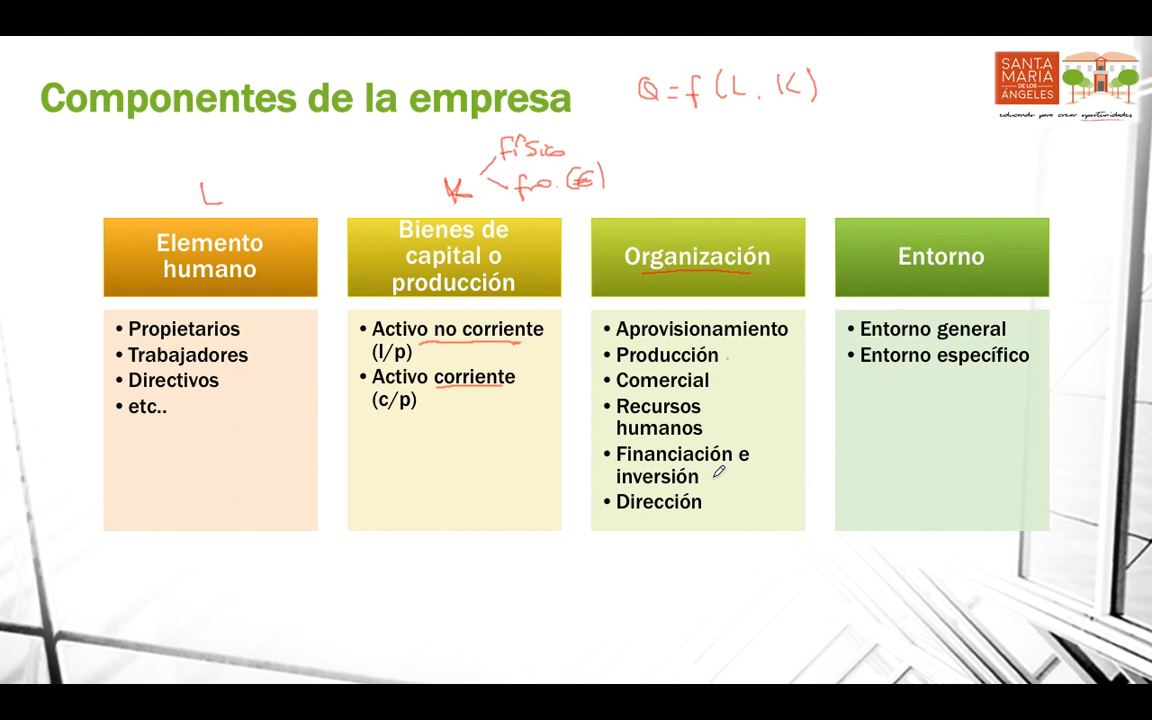 Componentes de la empresa
Q = f (L, K)
SANTA
MARIA
DE LOS
ÁNGELES
educando para crear oportunidades
físico
K
fro. (€)
L
Elemento
humano
• Propietarios
• Trabajadores
• Directivos
• etc..
Bienes de
capital o
producción
• Activo no corriente
(l/p)
• Activo corriente
(c/p)
Organización
• Aprovisionamiento
• Producción
• Comercial
• Recursos
humanos
• Financiación e
inversión
• Dirección
Entorno
• Entorno general
• Entorno específico